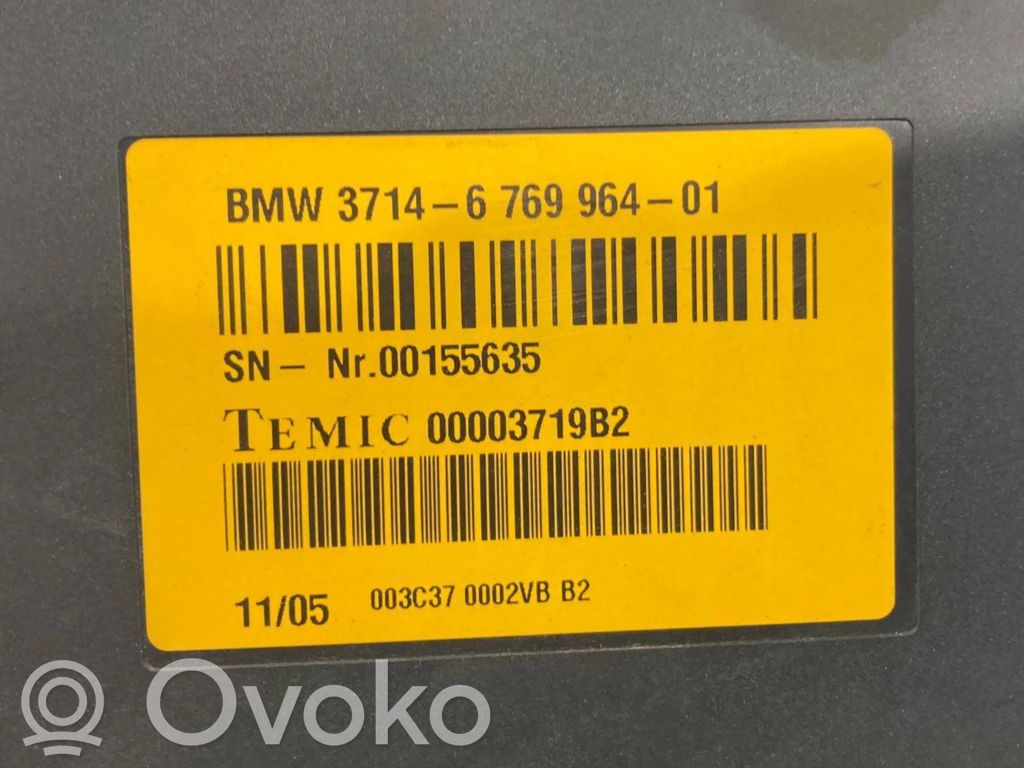 BMW 3714-6 769 964-01
SN- Nr.00155635
TEMIC 00003719B2
11/05 003C37 0002VB B2
Ovoko